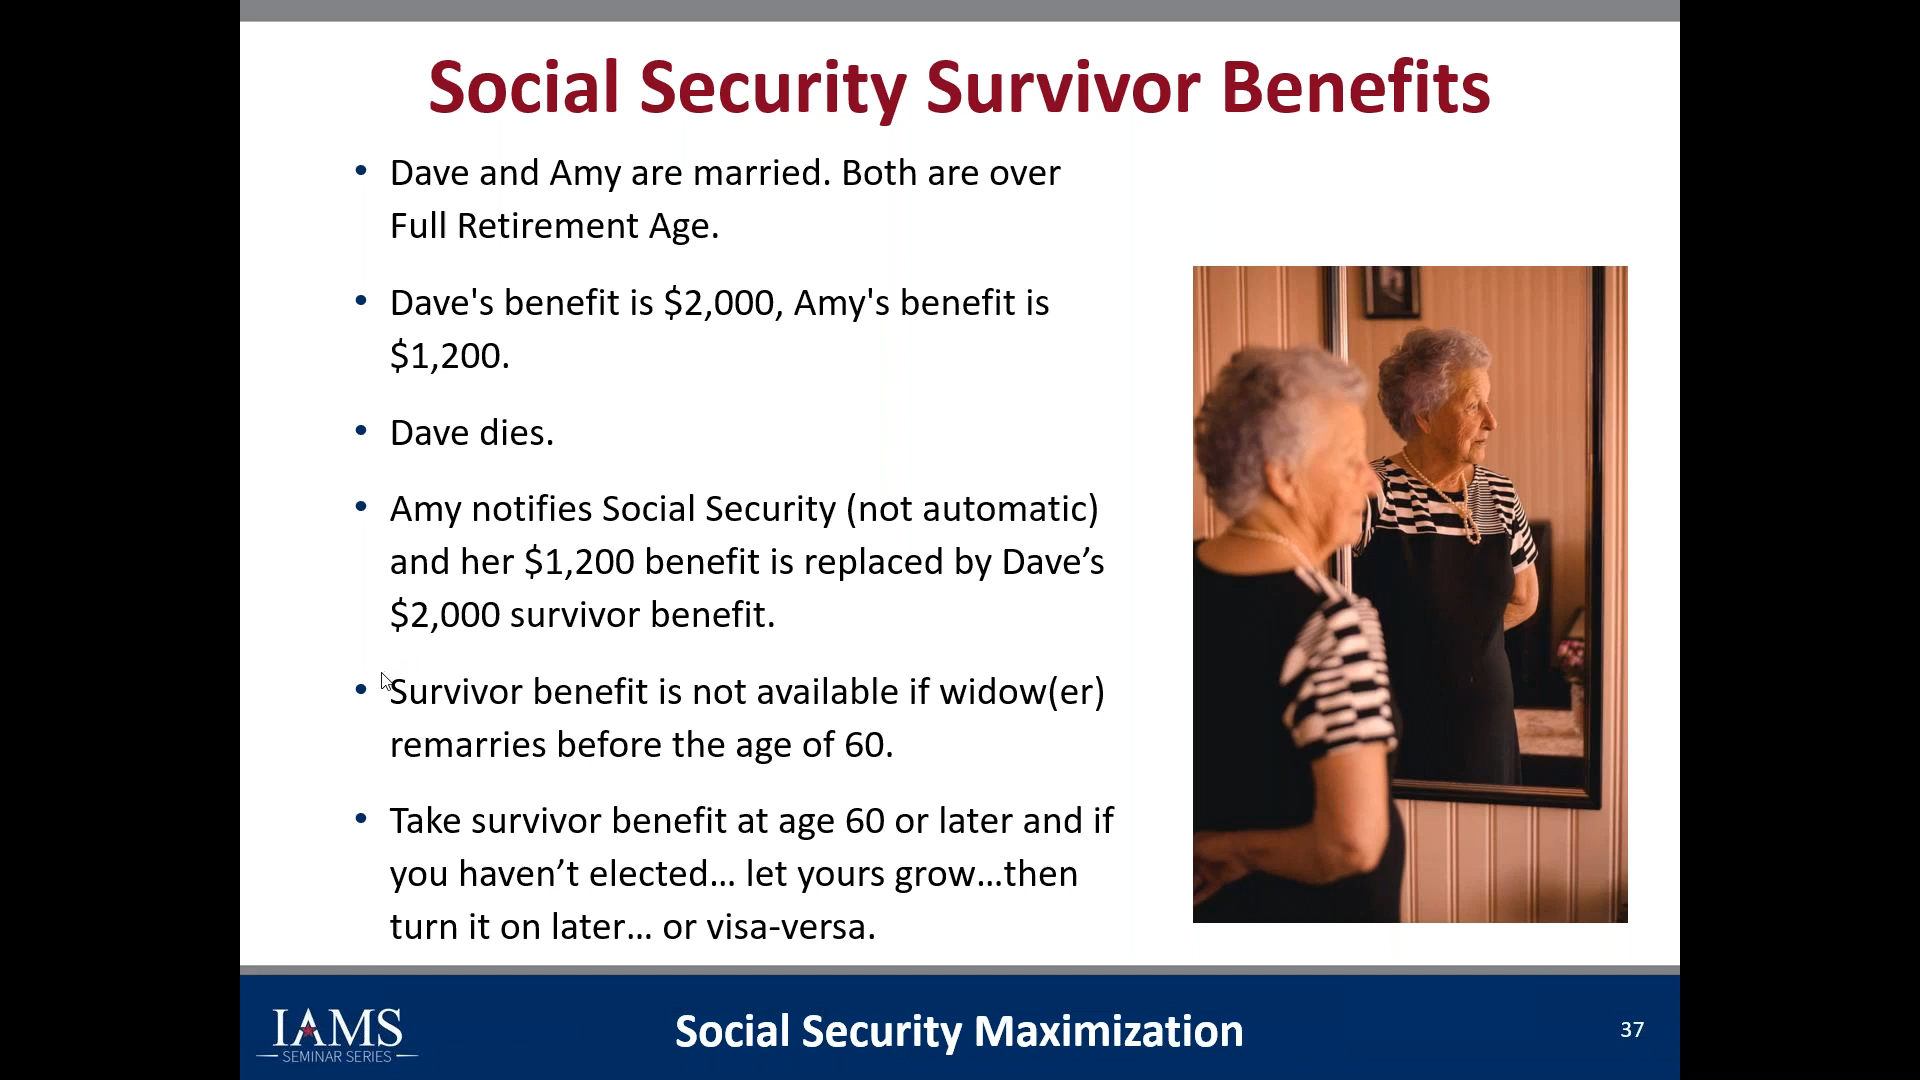 Social Security Survivor Benefits
• Dave and Amy are married. Both are over
Full Retirement Age.
• Dave's benefit is $2,000, Amy's benefit is
$1,200.
• Dave dies.
• Amy notifies Social Security (not automatic)
and her $1,200 benefit is replaced by Dave’s
$2,000 survivor benefit.
• Survivor benefit is not available if widow(er)
remarries before the age of 60.
• Take survivor benefit at age 60 or later and if
you haven’t elected… let yours grow…then
turn it on later… or visa-versa.
IAMS
SEMINAR SERIES
Social Security Maximization
37